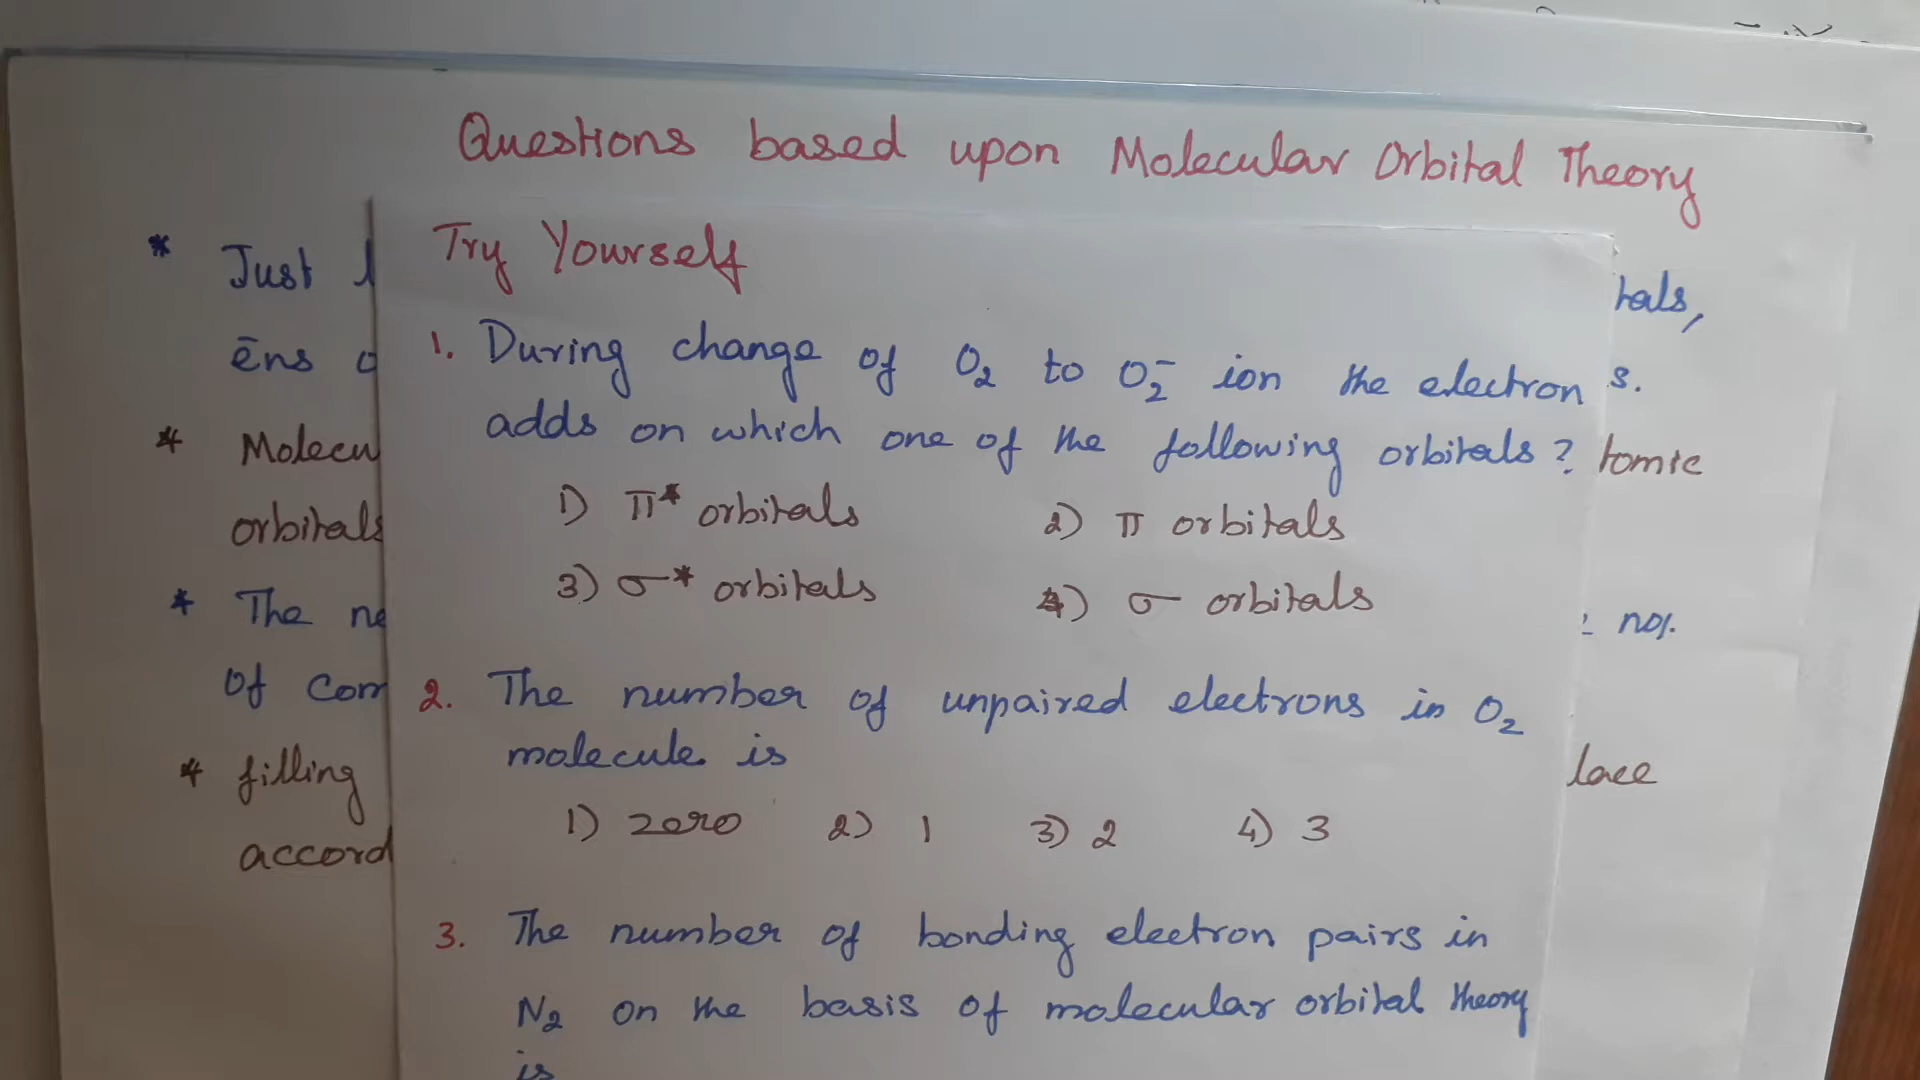 Questions based upon Molecular Orbital Theory
Try Yourself
1. During change of O₂ to O₂⁻ ion the electron
adds on which one of the following orbitals?
1) π* orbitals 2) π orbitals
3) σ* orbitals 4) σ orbitals
2. The number of unpaired electrons in O₂
molecule is
1) zero 2) 1 3) 2 4) 3
3. The number of bonding electron pairs in
N₂ on the basis of molecular orbital theory
is
* Just
ēns
* Molecu
orbitals
* The ne
of com
* filling
accord
tals,
s.
tomic
no/.
lace